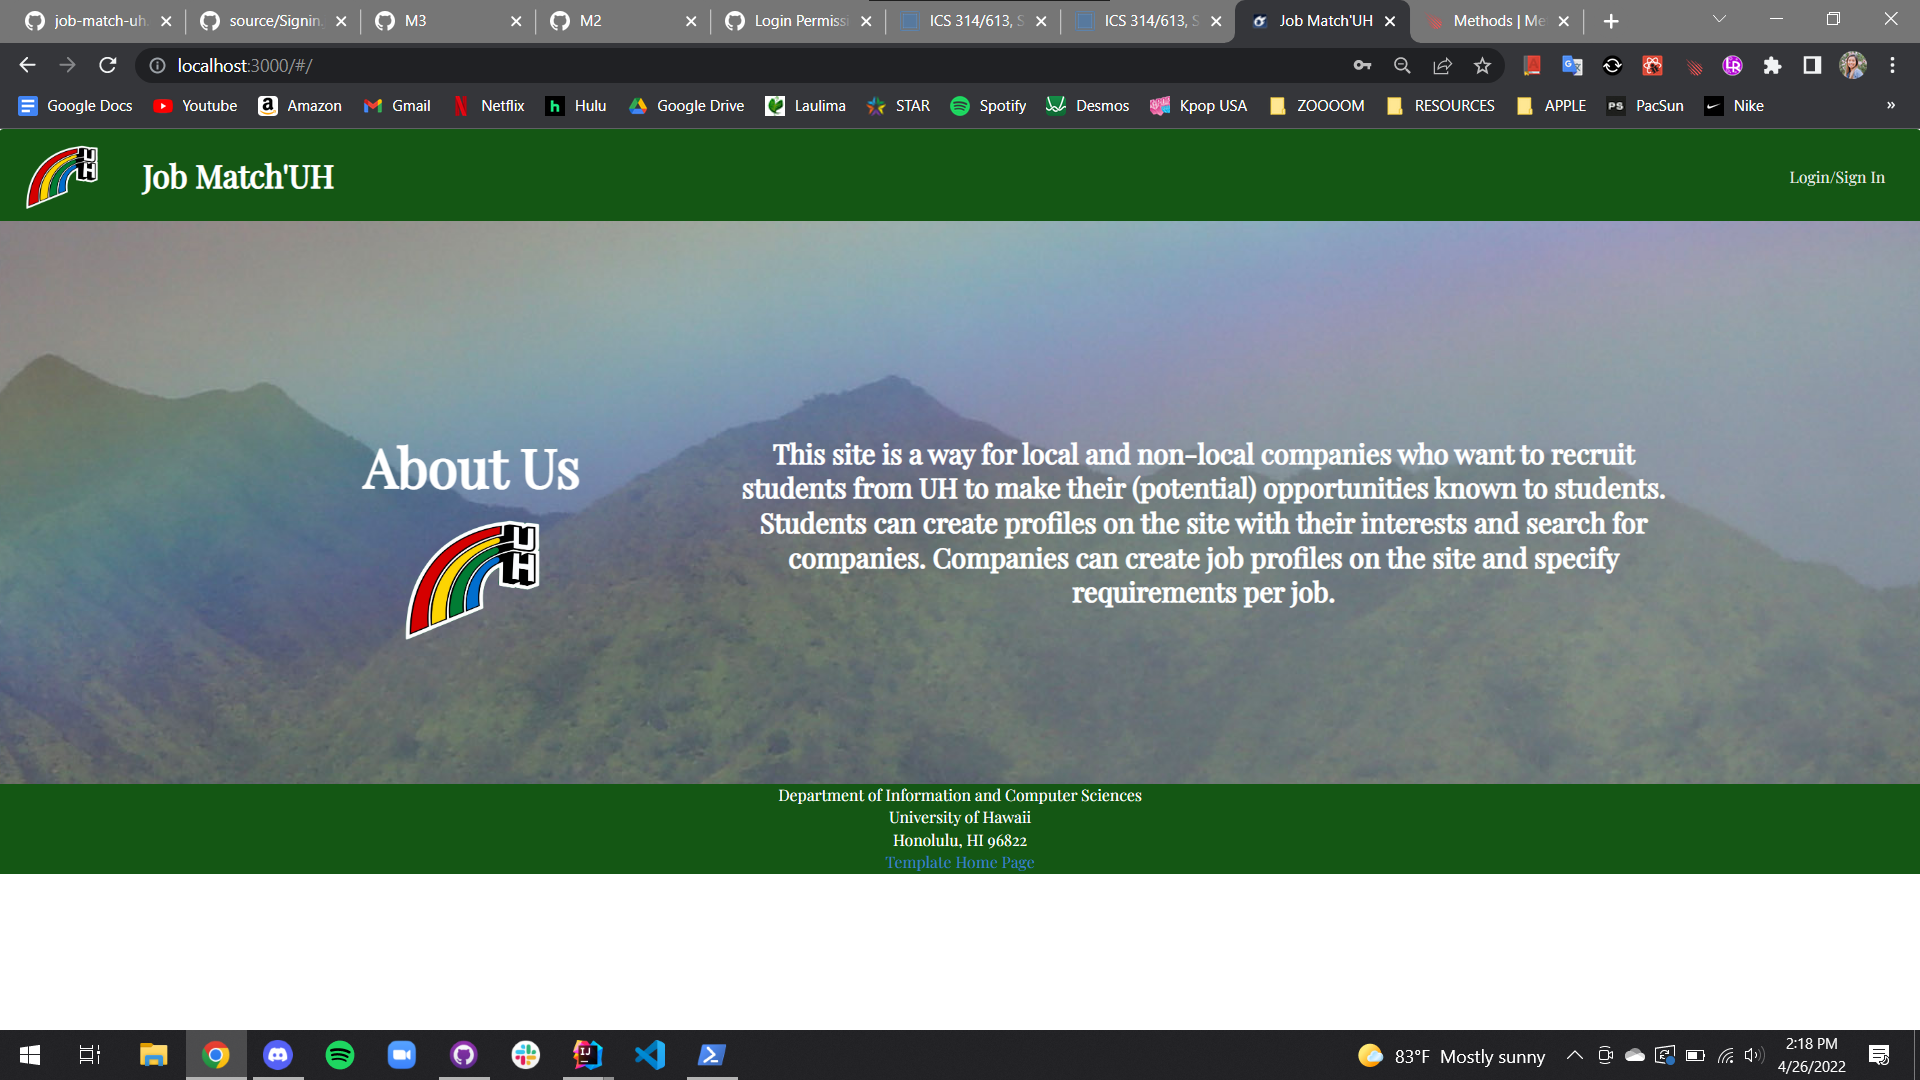 job-match-uh.
source/Signin.
M3
M2
Login Permissi
ICS 314/613, S
ICS 314/613, S
Job Match'UH
Methods | Me
localhost:3000/#/
Google Docs
Youtube
Amazon
Gmail
Netflix
Hulu
Google Drive
Laulima
STAR
Spotify
Desmos
Kpop USA
ZOOOOM
RESOURCES
APPLE
PS
PacSun
Nike
»
UH
Job Match'UH
Login/Sign In
About Us
UH
This site is a way for local and non-local companies who want to recruit
students from UH to make their (potential) opportunities known to students.
Students can create profiles on the site with their interests and search for
companies. Companies can create job profiles on the site and specify
requirements per job.
Department of Information and Computer Sciences
University of Hawaii
Honolulu, HI 96822
Template Home Page
83°F Mostly sunny
2:18 PM
4/26/2022